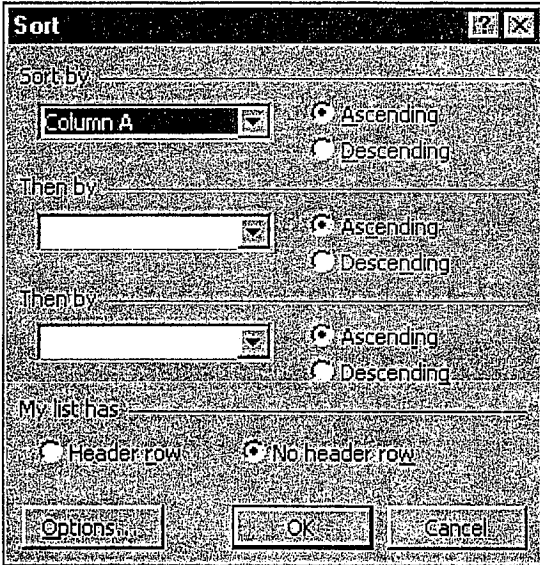 Sort
Sort by
Column A
Ascending
Descending
Then by
Ascending
Descending
Then by
Ascending
Descending
My list has
Header row
No header row
Options...
OK
Cancel